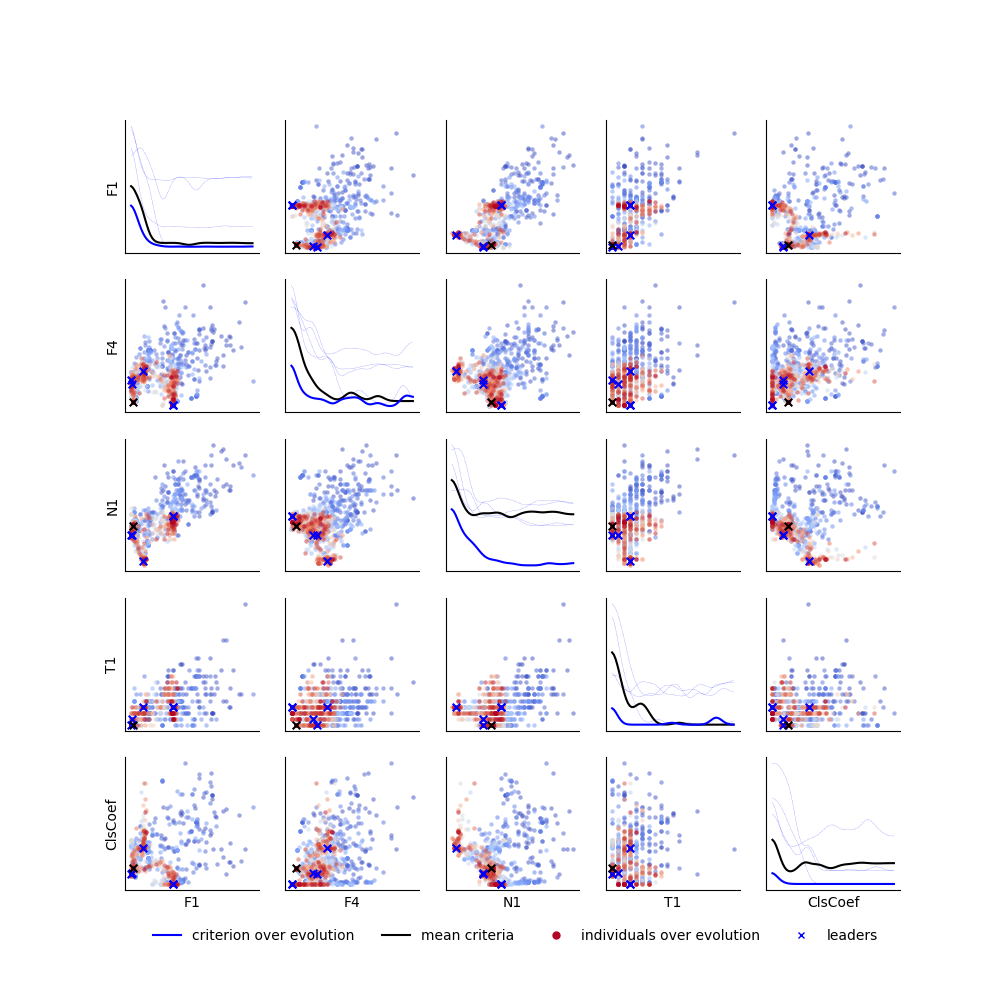 F1
F4
N1
T1
ClsCoef
F1 F4 N1 T1 ClsCoef
criterion over evolution mean criteria individuals over evolution leaders